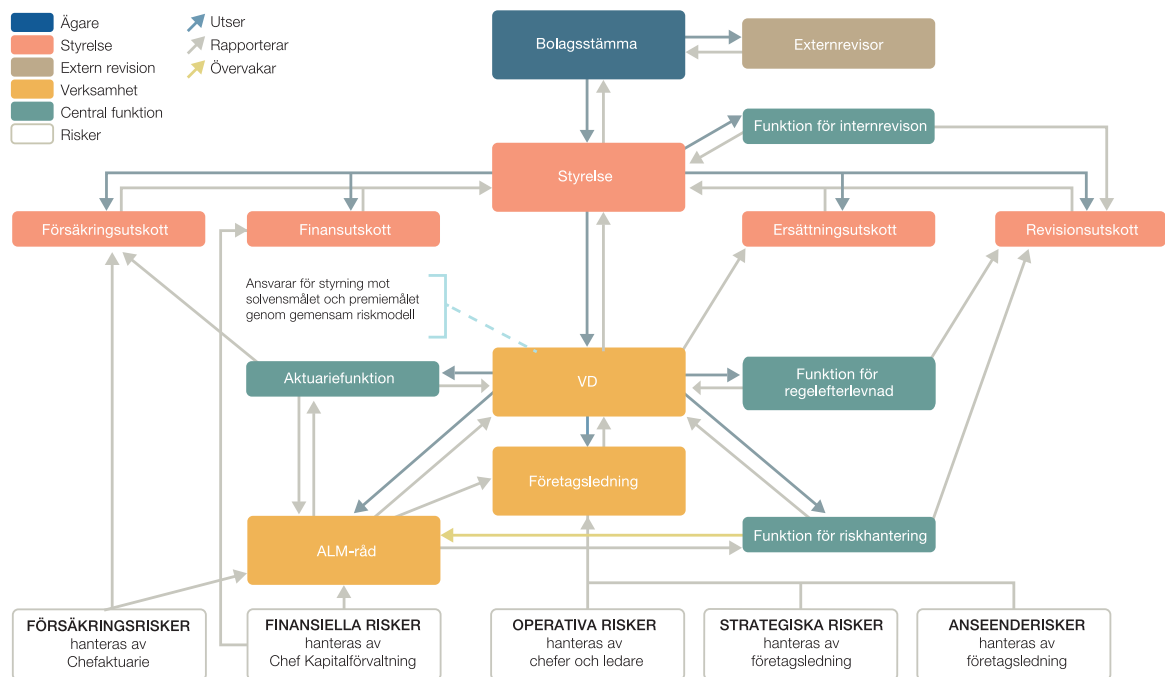 Ägare
Styrelse
Extern revision
Verksamhet
Central funktion
Risker
Utser
Rapporterar
Övervakar
Bolagsstämma
Externrevisor
Funktion för internrevison
Styrelse
Försäkringsutskott
Finansutskott
Ersättningsutskott
Revisionsutskott
Ansvarar för styrning mot
solvensmålet och premiemålet
genom gemensam riskmodell
Aktuariefunktion
VD
Funktion för
regelefterlevnad
Företagsledning
ALM-råd
Funktion för riskhantering
FÖRSÄKRINGSRISKER
hanteras av
Chefaktuarie
FINANSIELLA RISKER
hanteras av
Chef Kapitalförvaltning
OPERATIVA RISKER
hanteras av
chefer och ledare
STRATEGISKA RISKER
hanteras av
företagsledning
ANSEENDERISKER
hanteras av
företagsledning